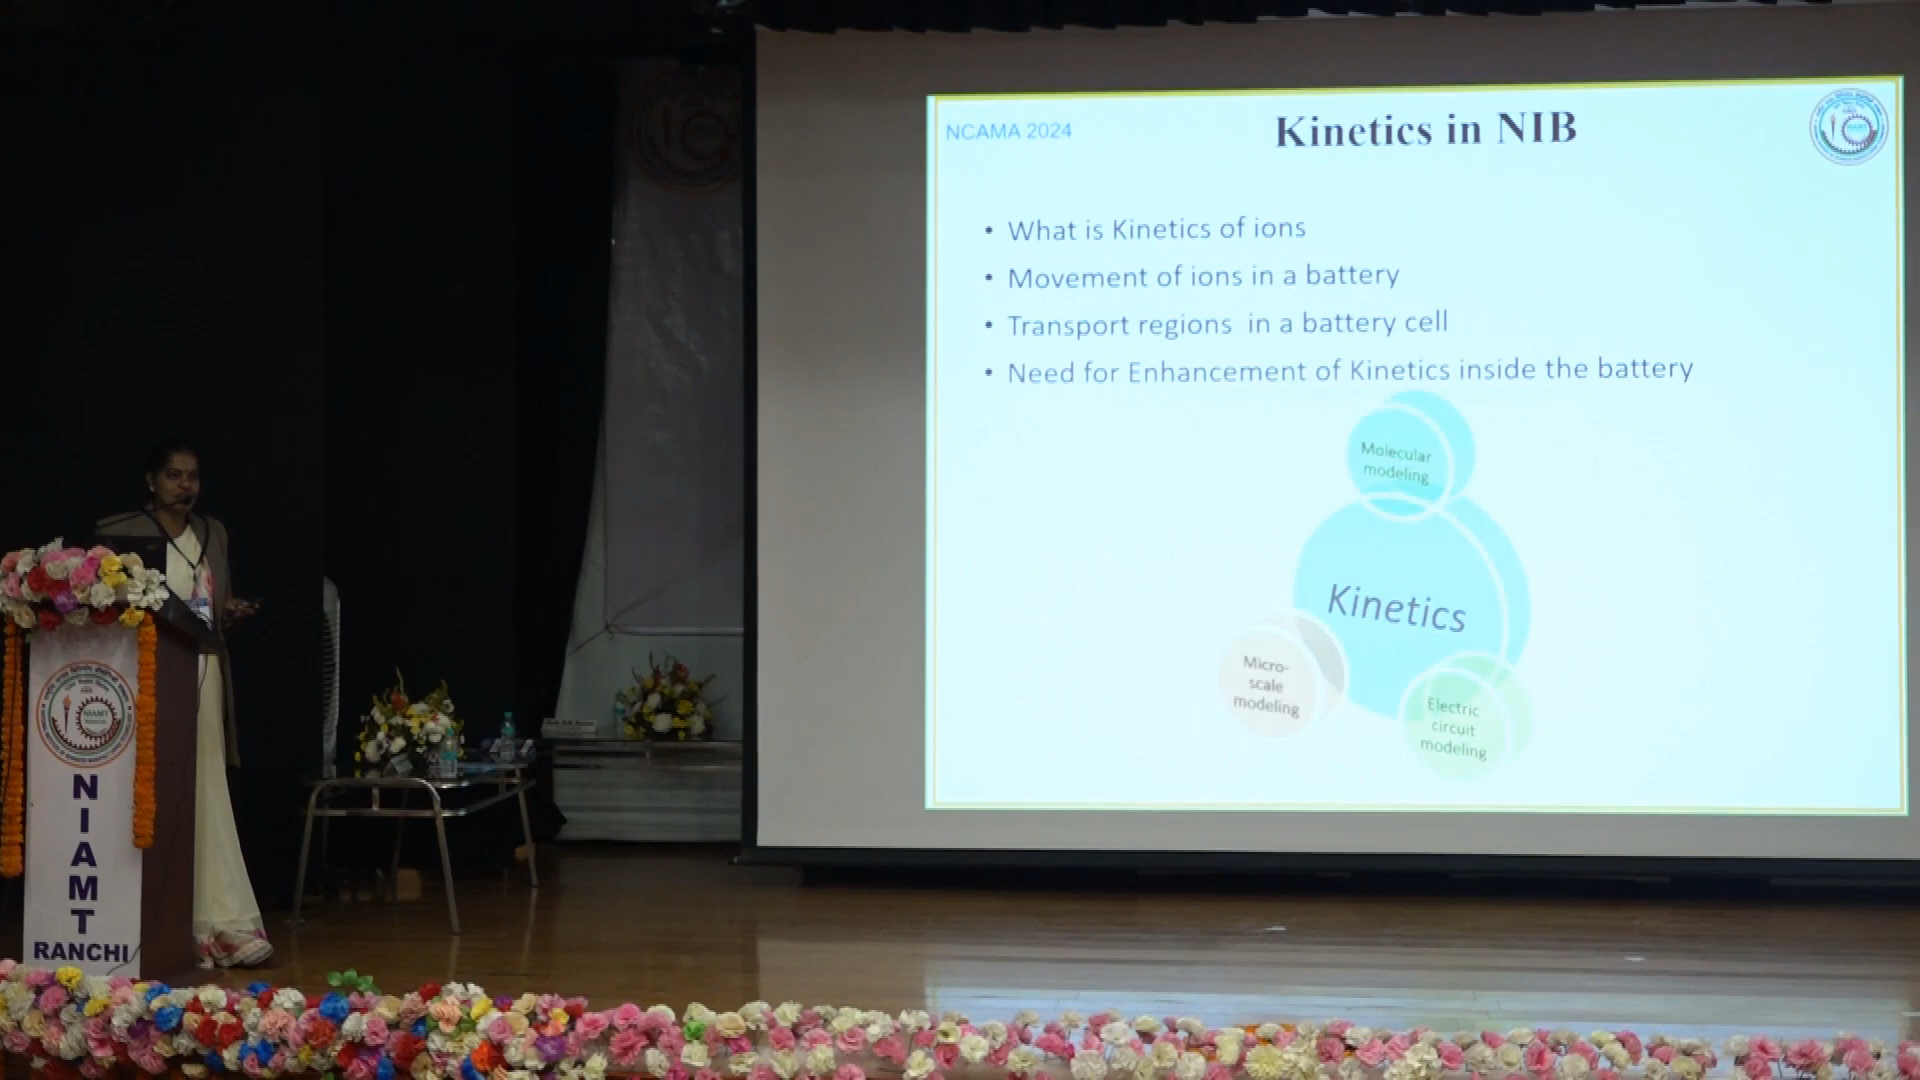 NCAMA 2024
Kinetics in NIB
• What is Kinetics of ions
• Movement of ions in a battery
• Transport regions in a battery cell
• Need for Enhancement of Kinetics inside the battery
Molecular
modeling
Kinetics
Micro-
scale
modeling
Electric
circuit
modeling
NIAMT
N
I
A
M
T
RANCHI